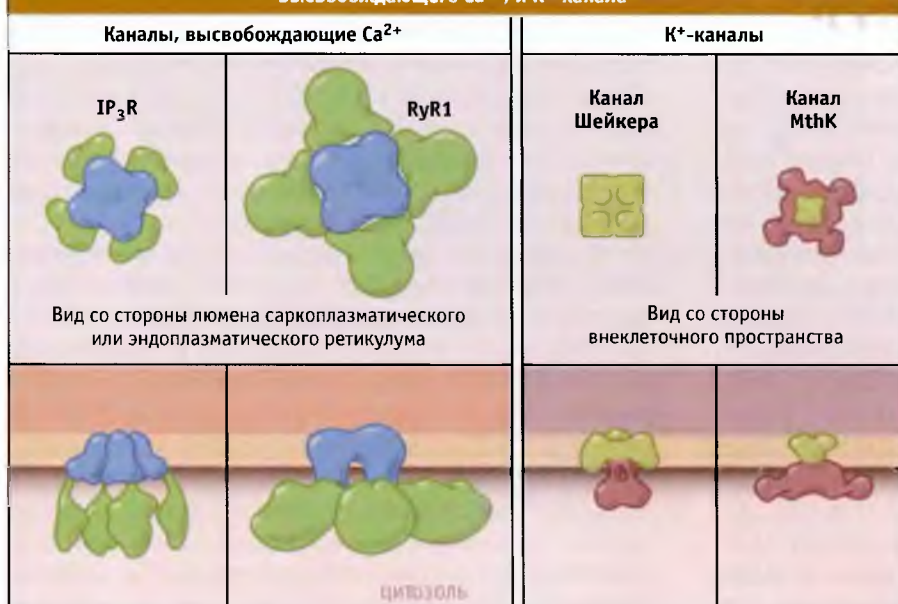 Каналы, высвобождающие Ca²⁺
К⁺-каналы
IP₃R
RyR1
Канал
Шейкера
Канал
MthK
Вид со стороны люмена саркоплазматического
или эндоплазматического ретикулума
Вид со стороны
внеклеточного пространства
цитозоль